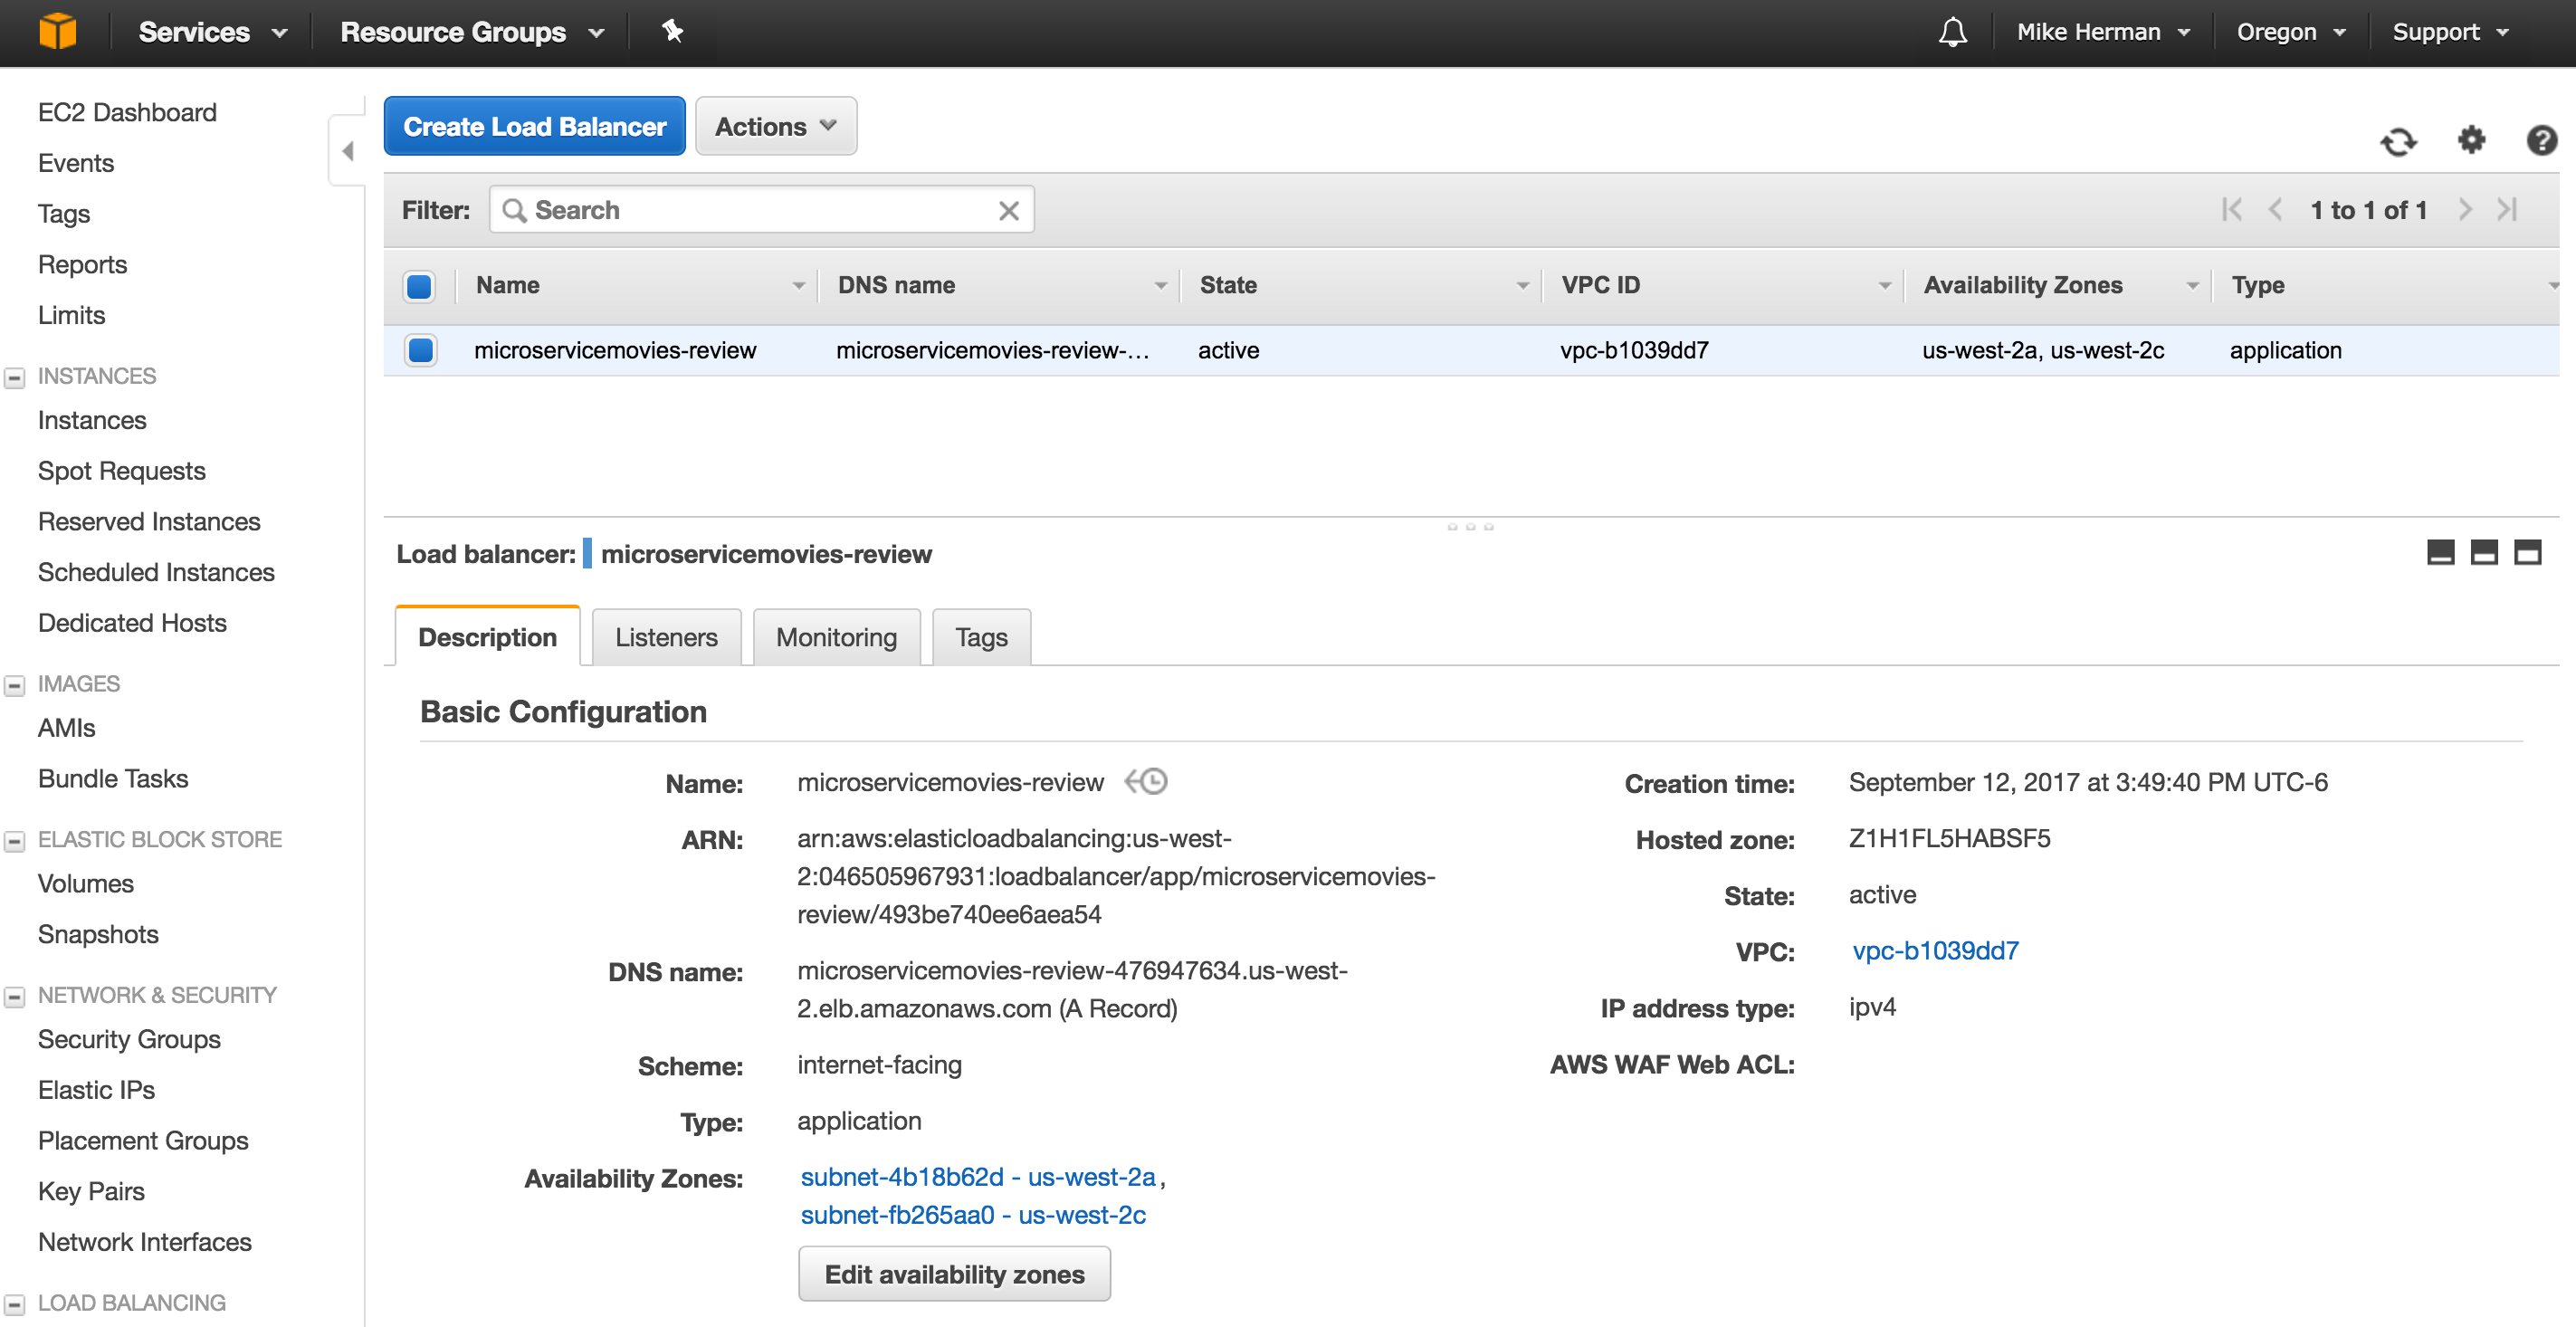 Services
Resource Groups
Mike Herman
Oregon
Support
EC2 Dashboard
Events
Tags
Reports
Limits
INSTANCES
Instances
Spot Requests
Reserved Instances
Scheduled Instances
Dedicated Hosts
IMAGES
AMIs
Bundle Tasks
ELASTIC BLOCK STORE
Volumes
Snapshots
NETWORK & SECURITY
Security Groups
Elastic IPs
Placement Groups
Key Pairs
Network Interfaces
LOAD BALANCING
Create Load Balancer
Actions
Filter:
Search
1 to 1 of 1
Name
DNS name
State
VPC ID
Availability Zones
Type
microservicemovies-review
microservicemovies-review-...
active
vpc-b1039dd7
us-west-2a, us-west-2c
application
Load balancer: microservicemovies-review
Description
Listeners
Monitoring
Tags
Basic Configuration
Name: microservicemovies-review
ARN: arn:aws:elasticloadbalancing:us-west-
2:046505967931:loadbalancer/app/microservicemovies-
review/493be740ee6aea54
DNS name: microservicemovies-review-476947634.us-west-
2.elb.amazonaws.com (A Record)
Scheme: internet-facing
Type: application
Availability Zones: subnet-4b18b62d - us-west-2a,
subnet-fb265aa0 - us-west-2c
Edit availability zones
Creation time: September 12, 2017 at 3:49:40 PM UTC-6
Hosted zone: Z1H1FL5HABSF5
State: active
VPC: vpc-b1039dd7
IP address type: ipv4
AWS WAF Web ACL: